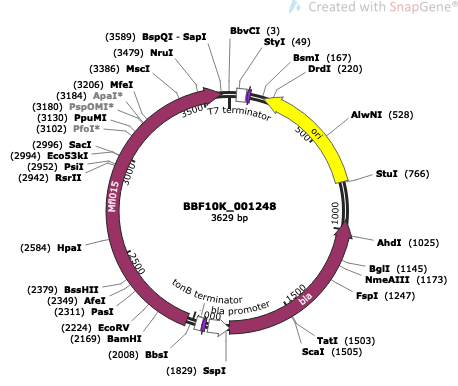 Created with SnapGene®
(3589) BspQI - SapI
BbvCI (3)
StyI (49)
(3479) NruI
BsmI (167)
(3386) MscI
DrdI (220)
(3206) MfeI
(3184) ApaI*
(3180) PspOMI*
(3130) PpuMI
(3102) PfoI*
(2996) SacI
(2994) Eco53kI
(2952) PsiI
(2942) RsrII
(2584) HpaI
(2379) BssHII
(2349) AfeI
(2311) PasI
(2224) EcoRV
(2169) BamHI
(2008) BbsI
(1829) SspI
AlwNI (528)
StuI (766)
AhdI (1025)
BglI (1145)
NmeAIII (1173)
FspI (1247)
TatI (1503)
ScaI (1505)
T7 terminator
ori
bla
bla promoter
tonB terminator
Mfl015
500
1000
1500
2500
3000
3500
BBF10K_001248
3629 bp